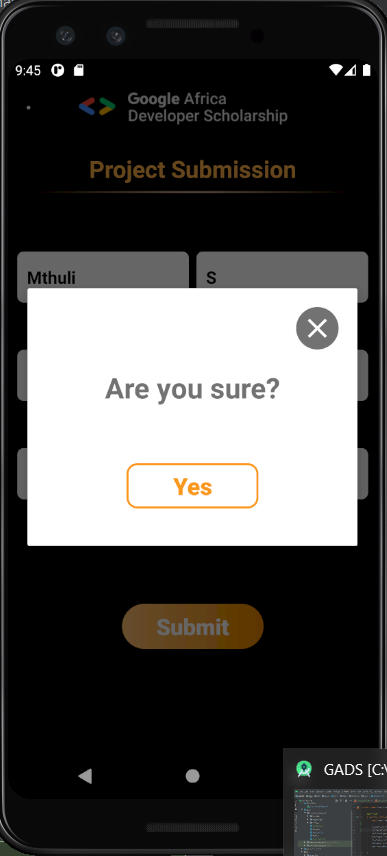 9:45
Google Africa
Developer Scholarship
Project Submission
Mthuli
S
Are you sure?
Yes
Submit
GADS [C:\